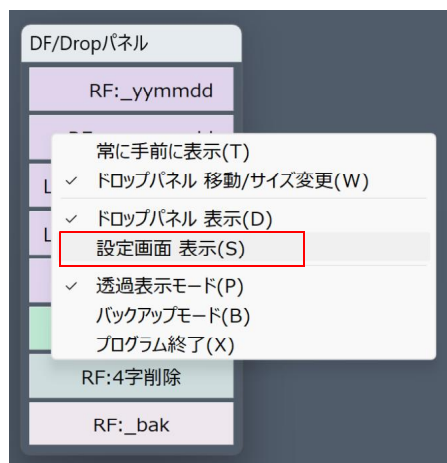 DF/Dropパネル
RF:_yymmdd
常に手前に表示(T)
✓ ドロップパネル 移動/サイズ変更(W)
✓ ドロップパネル 表示(D)
設定画面 表示(S)
✓ 透過表示モード(P)
バックアップモード(B)
プログラム終了(X)
RF:4字削除
RF:_bak